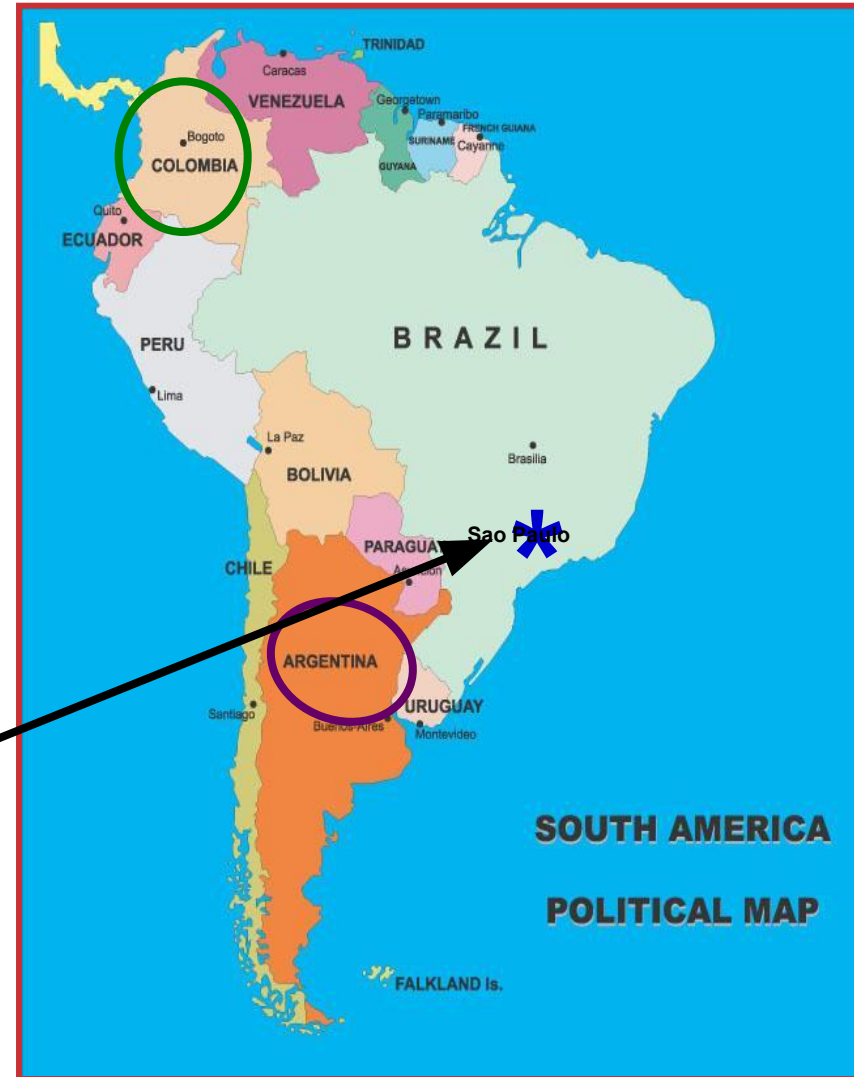 TRINIDAD
Caracas
VENEZUELA
Georgetown
Paramaribo
FRENCH GUIANA
SURINAME
Cayanne
GUYANA
Bogoto
COLOMBIA
Quito
ECUADOR
PERU
BRAZIL
Lima
La Paz
Brasilia
BOLIVIA
Sao Paulo
PARAGUAY
CHILE
ARGENTINA
Santiago
URUGUAY
Buenos-Aires
Montevideo
SOUTH AMERICA
POLITICAL MAP
FALKLAND Is.